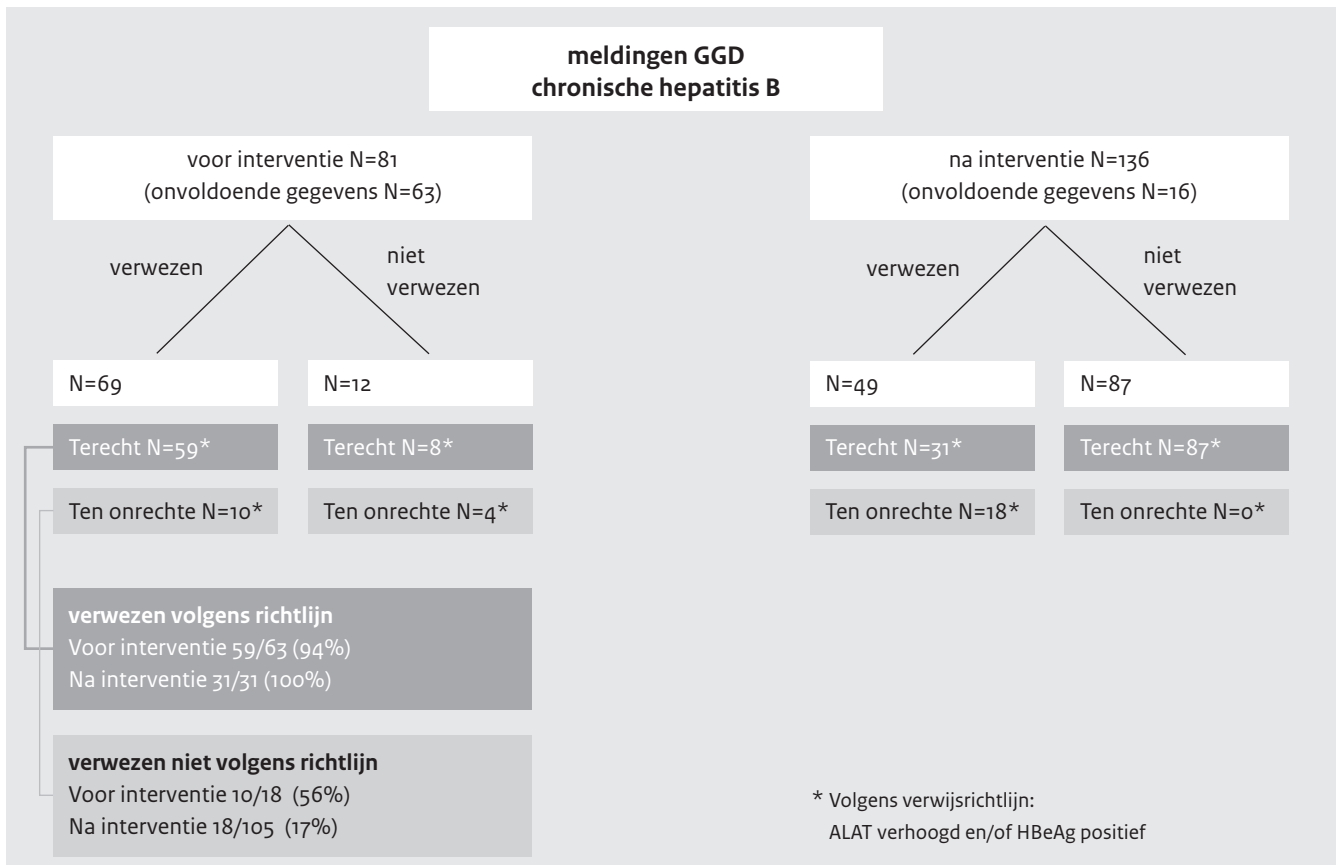 meldingen GGD
chronische hepatitis B
voor interventie N=81
(onvoldoende gegevens N=63)
verwezen
niet
verwezen
N=69
N=12
Terecht N=59*
Terecht N=8*
Ten onrechte N=10*
Ten onrechte N=4*
na interventie N=136
(onvoldoende gegevens N=16)
verwezen
niet
verwezen
N=49
N=87
Terecht N=31*
Terecht N=87*
Ten onrechte N=18*
Ten onrechte N=0*
verwezen volgens richtlijn
Voor interventie 59/63 (94%)
Na interventie 31/31 (100%)
verwezen niet volgens richtlijn
Voor interventie 10/18 (56%)
Na interventie 18/105 (17%)
* Volgens verwijsrichtlijn:
ALAT verhoogd en/of HBeAg positief